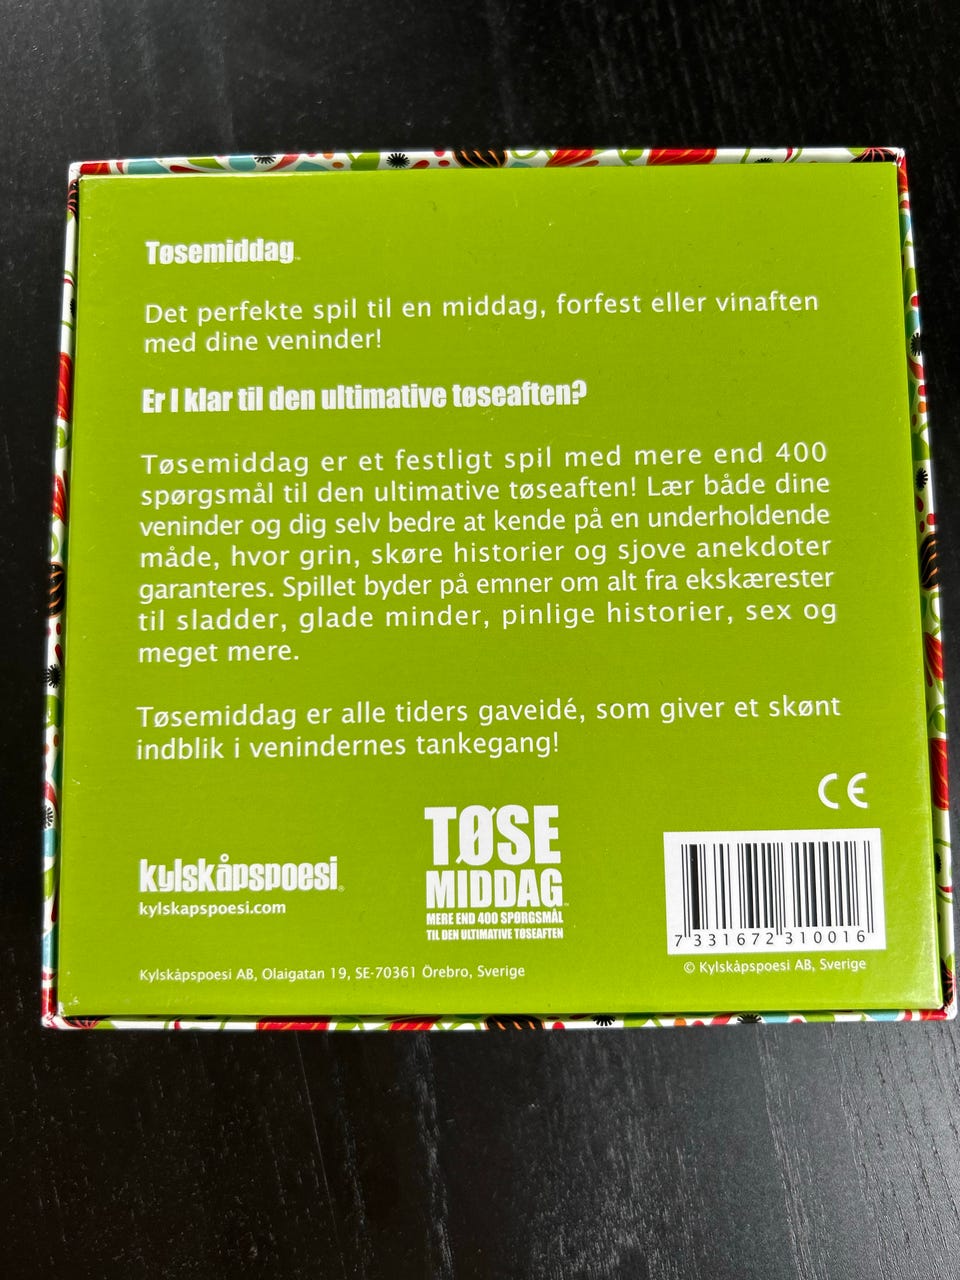 Tøsemiddag™
Det perfekte spil til en middag, forfest eller vinaften
med dine veninder!
Er I klar til den ultimative tøseaften?
Tøsemiddag er et festligt spil med mere end 400
spørgsmål til den ultimative tøseaften! Lær både dine
veninder og dig selv bedre at kende på en underholdende
måde, hvor grin, skøre historier og sjove anekdoter
garanteres. Spillet byder på emner om alt fra ekskærester
til sladder, glade minder, pinlige historier, sex og
meget mere.
Tøsemiddag er alle tiders gaveidé, som giver et skønt
indblik i venindernes tankegang!
CE
kylskåpspoesi®
kylskapspoesi.com
TØSE
MIDDAG™
MERE END 400 SPØRGSMÅL
TIL DEN ULTIMATIVE TØSEAFTEN
7 331672 310016
© Kylskåpspoesi AB, Sverige
Kylskåpspoesi AB, Olaigatan 19, SE-70361 Örebro, Sverige